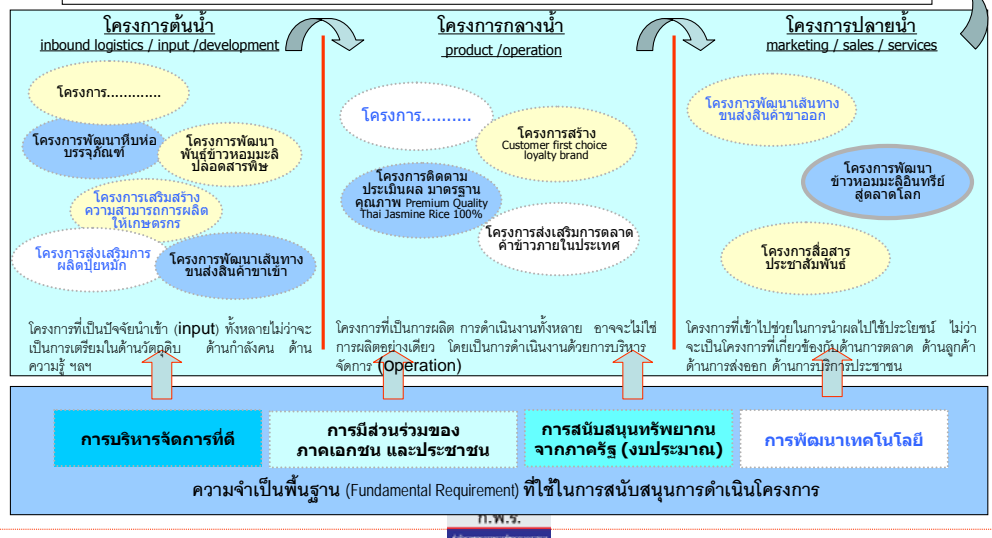 โครงการต้นน้ำ
inbound logistics / input /development
โครงการ.............
โครงการพัฒนาหีบห่อ
บรรจุภัณฑ์
โครงการพัฒนา
พันธุ์ข้าวหอมมะลิ
ปลอดสารพิษ
โครงการเสริมสร้าง
ความสามารถการผลิต
ให้เกษตรกร
โครงการส่งเสริมการ
ผลิตปุ๋ยหมัก
โครงการพัฒนาเส้นทาง
ขนส่งสินค้าขาเข้า
โครงการที่เป็นปัจจัยนำเข้า (input) ทั้งหลายไม่ว่าจะ
เป็นการเตรียมในด้านวัตถุดิบ ด้านกำลังคน ด้าน
ความรู้ ฯลฯ
โครงการกลางน้ำ
product /operation
โครงการ..........
โครงการสร้าง
Customer first choice
loyalty brand
โครงการติดตาม
ประเมินผล มาตรฐาน
คุณภาพ Premium Quality
Thai Jasmine Rice 100%
โครงการส่งเสริมการตลาด
ค้าข้าวภายในประเทศ
โครงการที่เป็นการผลิต การดำเนินงานทั้งหลาย อาจจะไม่ใช่
การผลิตอย่างเดียว โดยเป็นการดำเนินงานด้วยการบริหาร
จัดการ (Operation)
โครงการปลายน้ำ
marketing / sales / services
โครงการพัฒนาเส้นทาง
ขนส่งสินค้าขาออก
โครงการพัฒนา
ข้าวหอมมะลิอินทรีย์
สู่ตลาดโลก
โครงการสื่อสาร
ประชาสัมพันธ์
โครงการที่เข้าไปช่วยในการนำผลไปใช้ประโยชน์ ไม่ว่า
จะเป็นโครงการที่เกี่ยวข้องกับด้านการตลาด ด้านลูกค้า
ด้านการส่งออก ด้านการบริการประชาชน
การบริหารจัดการที่ดี
การมีส่วนร่วมของ
ภาคเอกชน และประชาชน
การสนับสนุนทรัพยากน
จากภาครัฐ (งบประมาณ)
การพัฒนาเทคโนโลยี
ความจำเป็นพื้นฐาน (Fundamental Requirement) ที่ใช้ในการสนับสนุนการดำเนินโครงการ
ก.พ.ร.